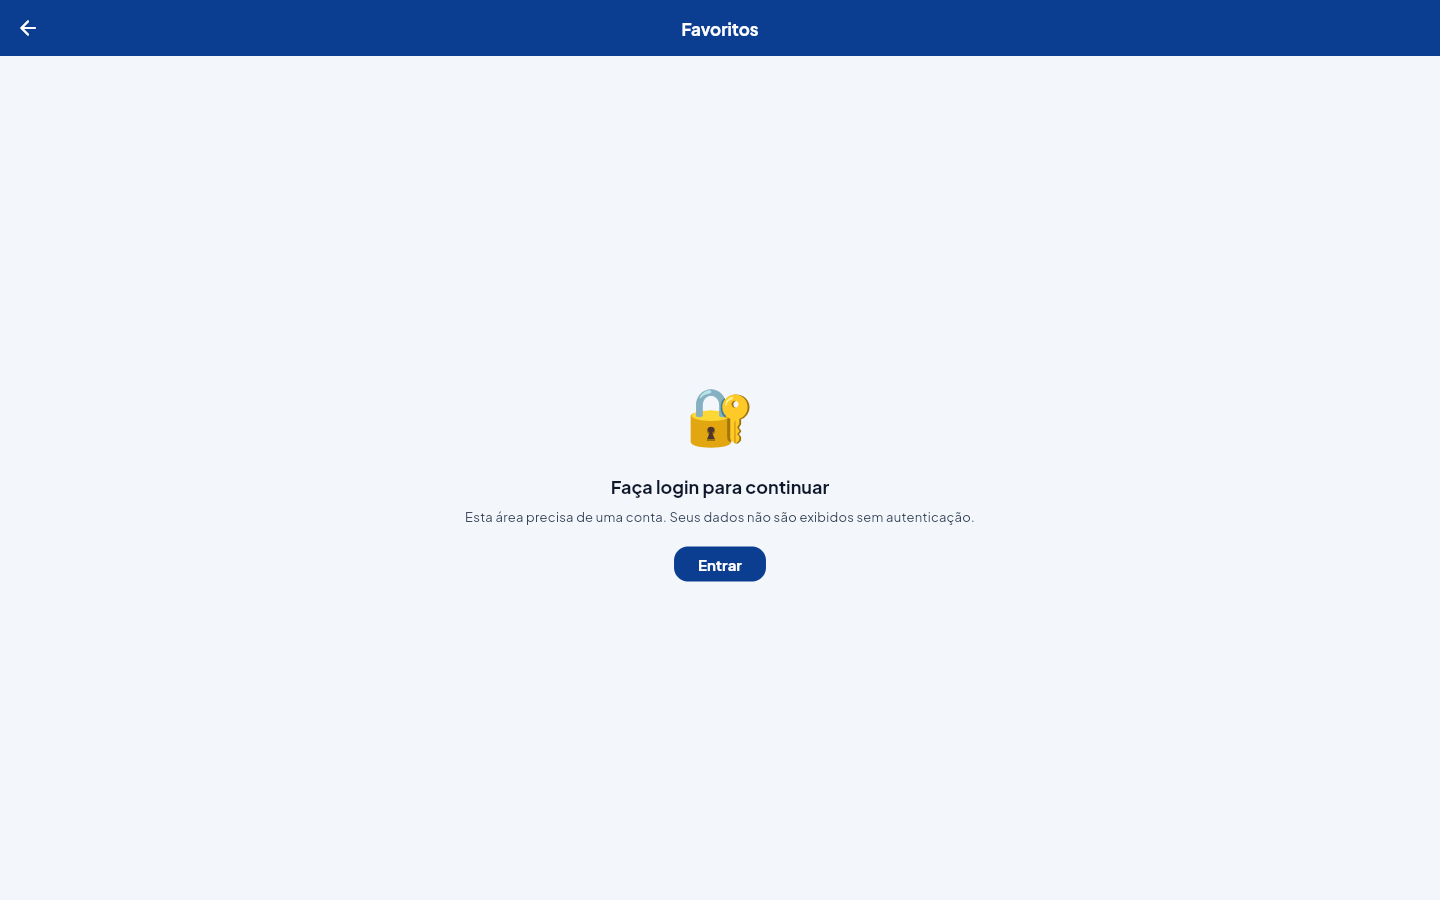 Favoritos
Faça login para continuar
Esta área precisa de uma conta. Seus dados não são exibidos sem autenticação.
Entrar